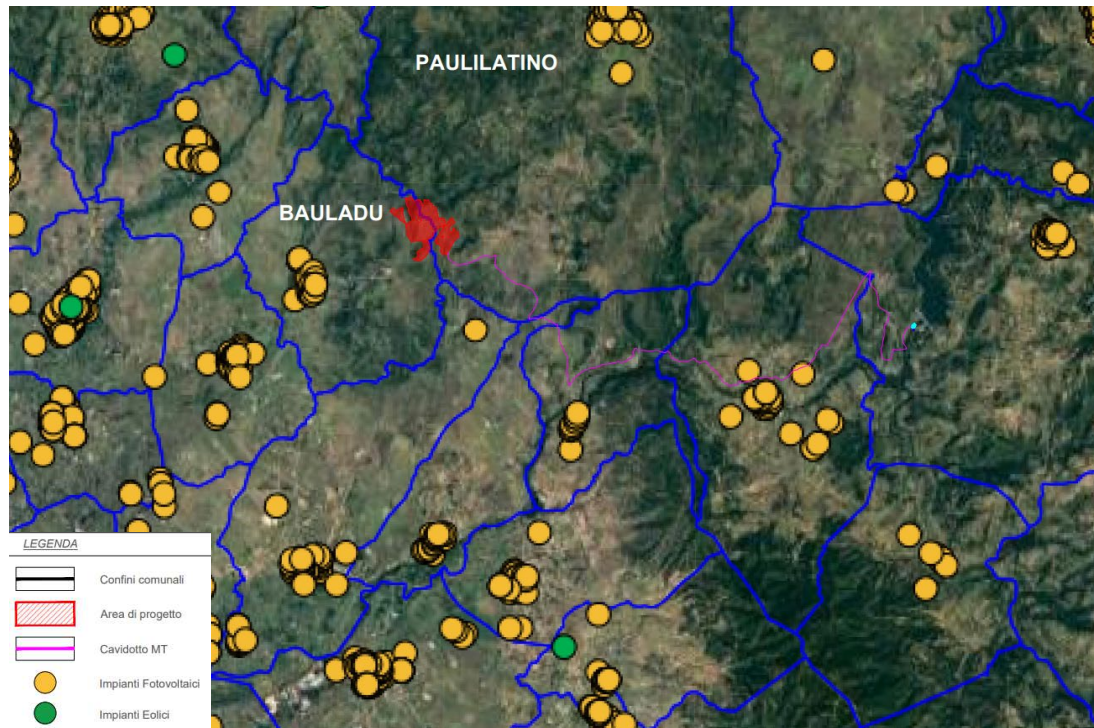 PAULILATINO
BAULADU
LEGENDA
Confini comunali
Area di progetto
Cavidotto MT
Impianti Fotovoltaici
Impianti Eolici